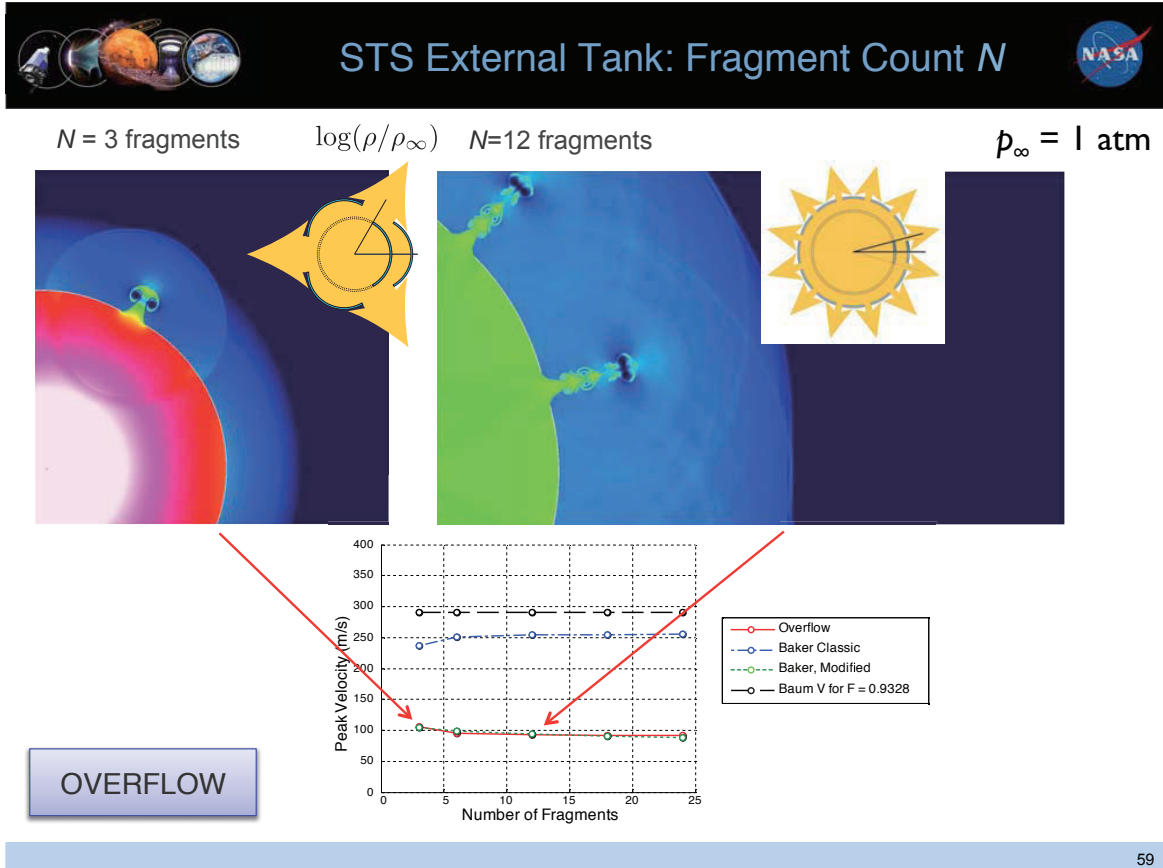 STS External Tank: Fragment Count N
NASA
N = 3 fragments
log(ρ/ρ∞)
N=12 fragments
p∞ = 1 atm
400
350
300
250
200
150
100
50
0
Peak Velocity (m/s)
0 5 10 15 20 25
Number of Fragments
Overflow
Baker Classic
Baker, Modified
Baum V for F = 0.9328
OVERFLOW
59